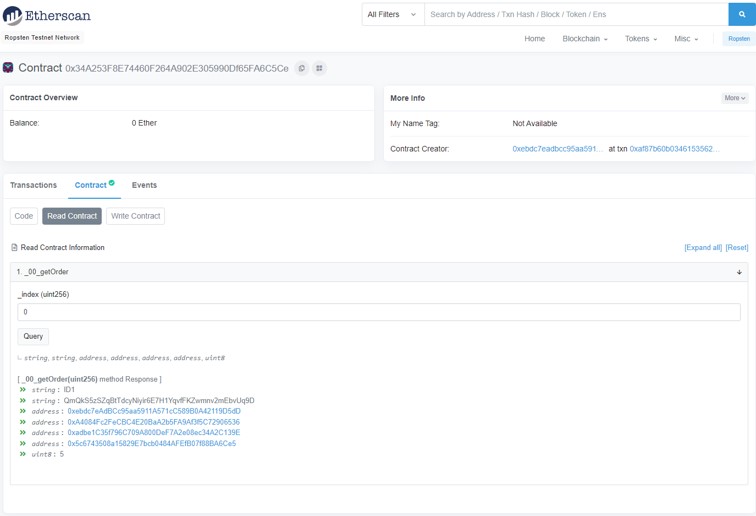 Etherscan
All Filters
Search by Address / Txn Hash / Block / Token / Ens
Ropsten Testnet Network
Home Blockchain Tokens Misc Ropsten
Contract 0x34A253F8E74460F264A902E305990Df65FA6C5Ce
Contract Overview
Balance: 0 Ether
More Info
More
My Name Tag: Not Available
Contract Creator: 0xebdc7eadbcc95aa591... at txn 0xaf87b60b0346153562...
Transactions Contract Events
Code Read Contract Write Contract
Read Contract Information [Expand all] [Reset]
1. _00_getOrder
_index (uint256)
0
Query
string, string, address, address, address, address, uint8
[ _00_getOrder(uint256) method Response ]
string : ID1
string : QmQkS5zSZqBtTdcyNiyir6E7H1YqvfFKZwmnv2mEbvUq9D
address: 0xebdc7eAdBCc95aa5911A571cC589B0A42119D5dD
address: 0xA4084Fc2FeCBC4E20BaA2b5FA9Af3f5C72906536
address: 0xadbe1C35f796C709A800DeF7A2e08ec34A2C139E
address: 0x5c6743508a15829E7bcb0484AFEfB07f88BA6Ce5
uint8 : 5